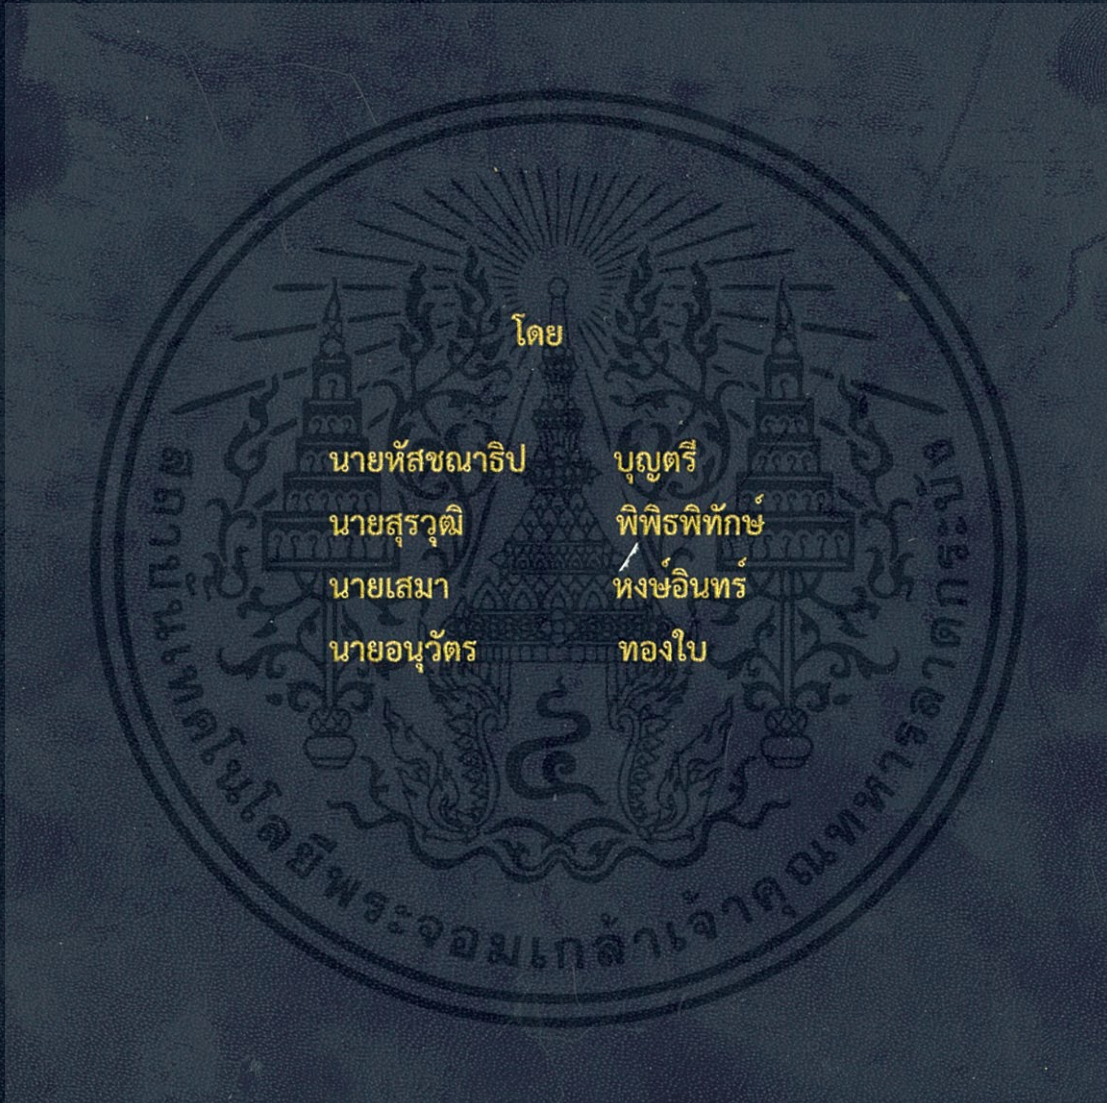 โดย
นายหัสชณาธิป บุญตรี
นายสุรวุฒิ พิพิธพิทักษ์
นายเสมา หงษ์อินทร์
นายอนุวัตร ทองใบ
สถาบันเทคโนโลยีพระจอมเกล้าเจ้าคุณทหารลาดกระบัง